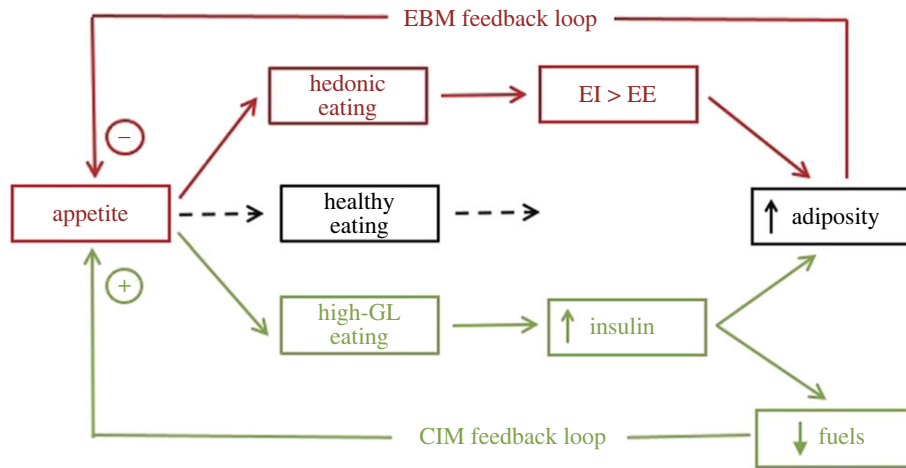 EBM feedback loop
hedonic
eating
EI > EE
−
appetite
healthy
eating
↑ adiposity
+
high-GL
eating
↑ insulin
CIM feedback loop
↓ fuels